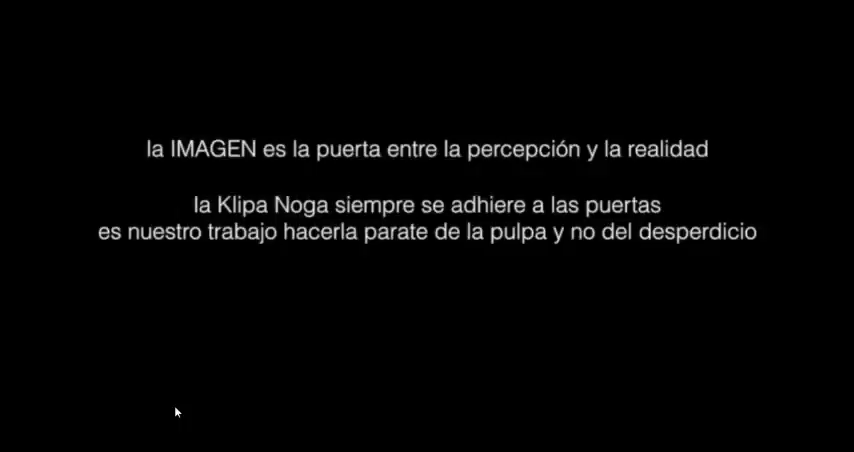 la IMAGEN es la puerta entre la percepción y la realidad
la Klipa Noga siempre se adhiere a las puertas
es nuestro trabajo hacerla parate de la pulpa y no del desperdicio